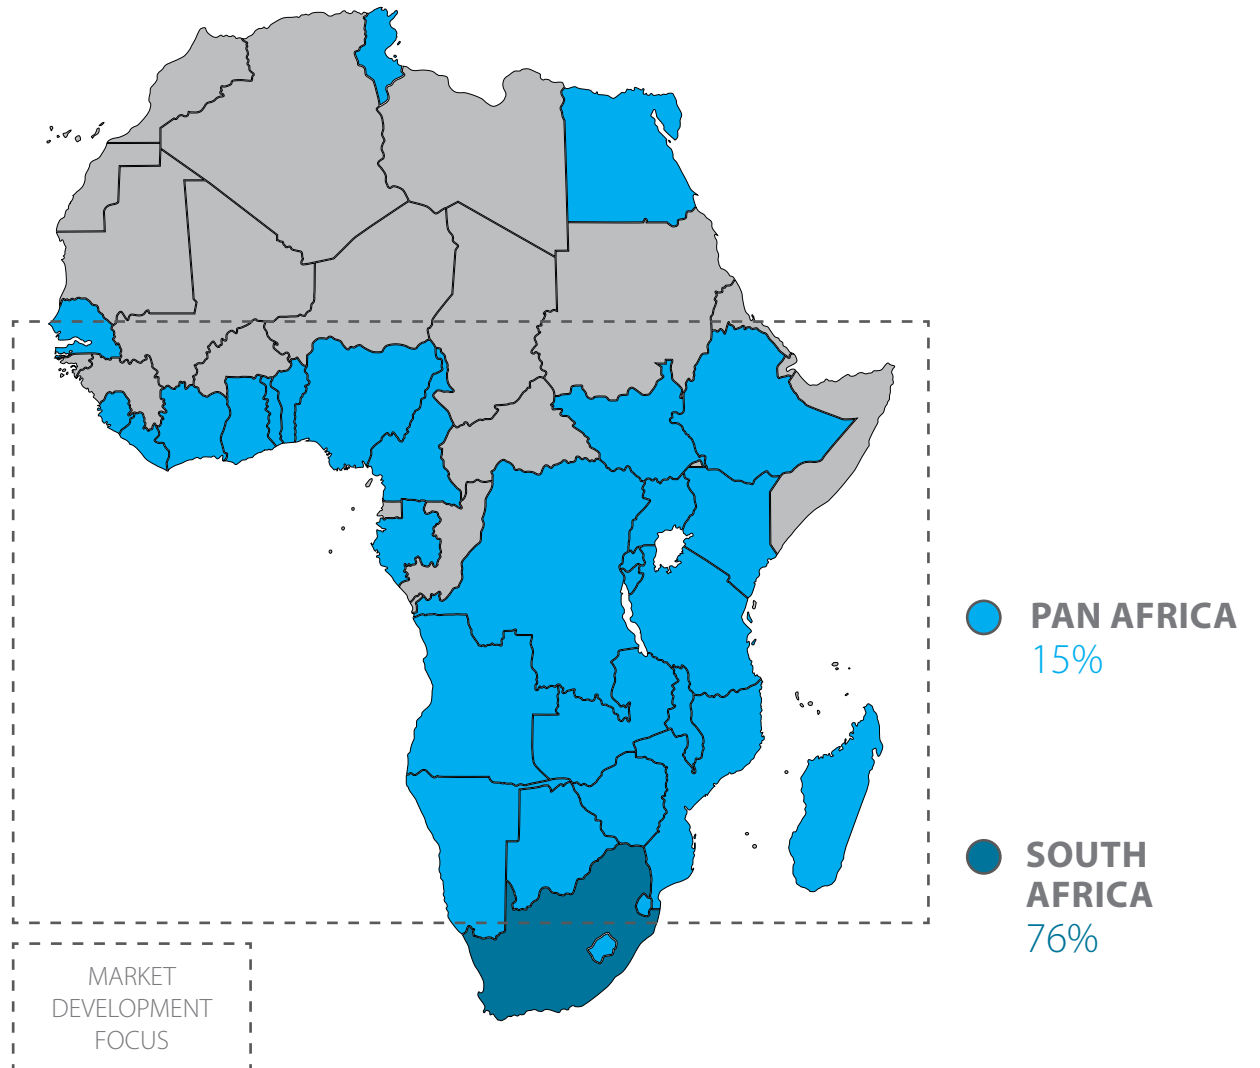 PAN AFRICA
15%
SOUTH
AFRICA
76%
MARKET
DEVELOPMENT
FOCUS